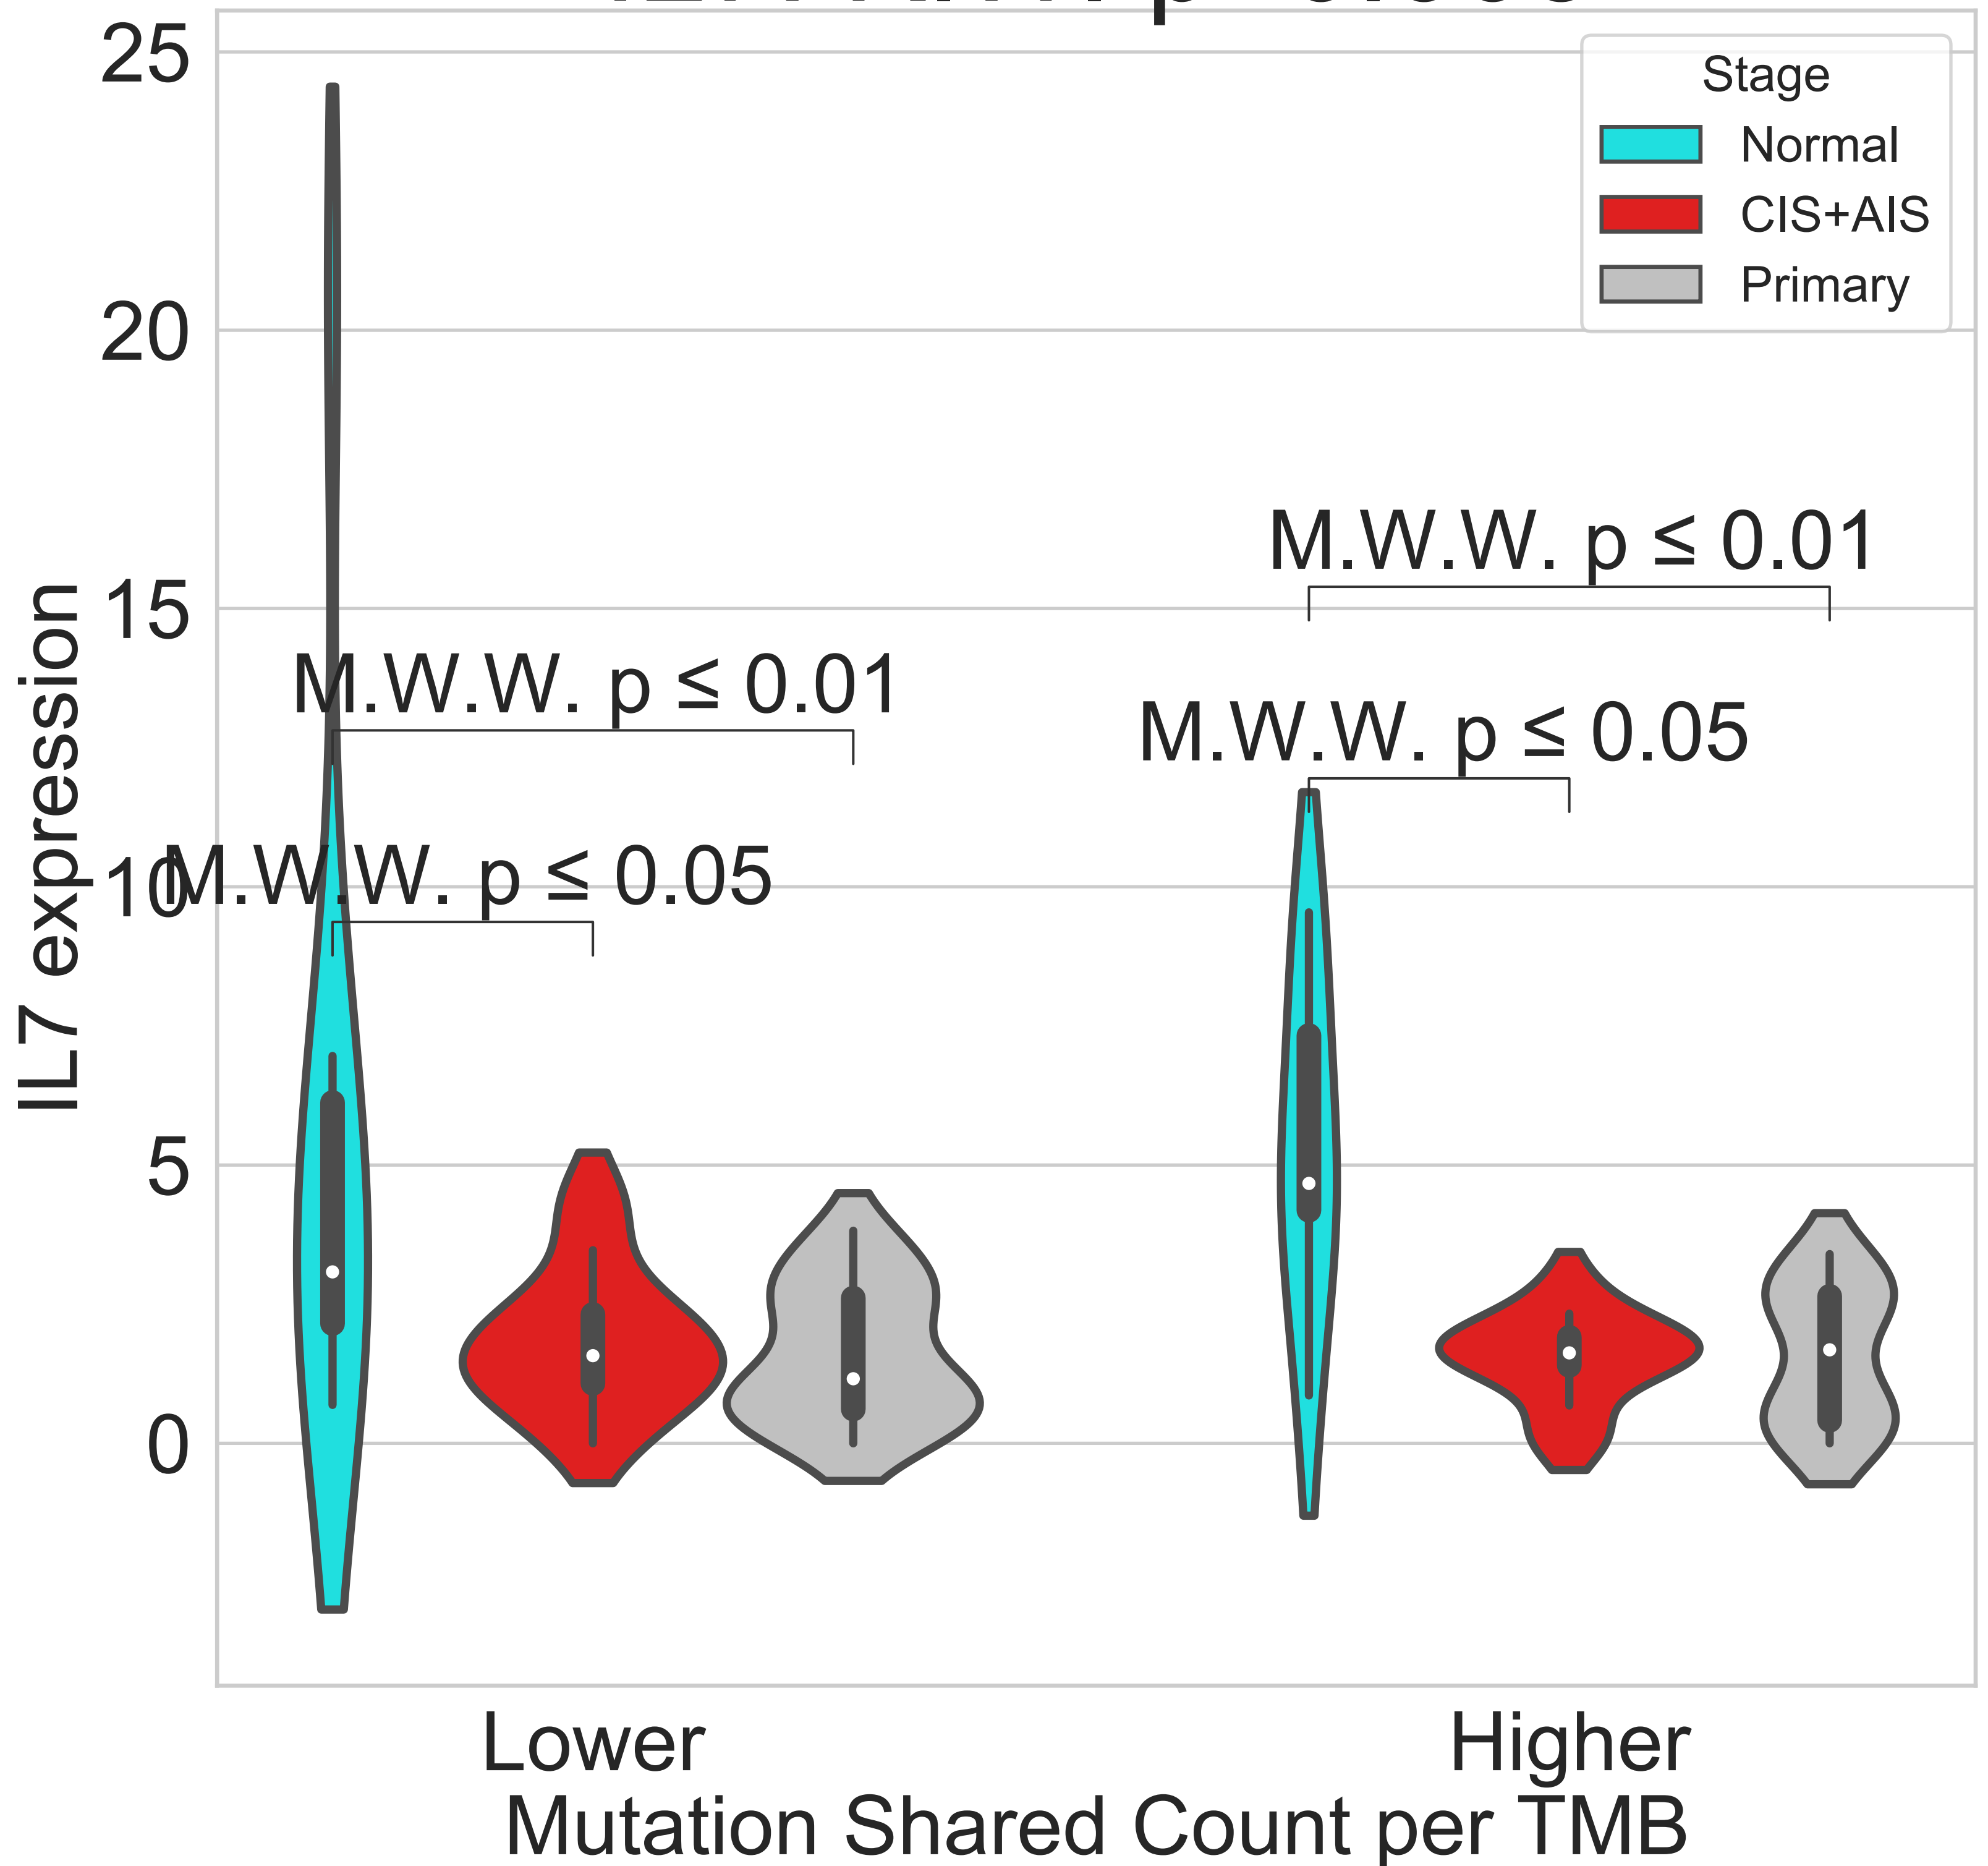 25
20
15
10
5
0
IL7 expression
Stage
Normal
CIS+AIS
Primary
M.W.W. p ≤ 0.01
M.W.W. p ≤ 0.01
M.W.W. p ≤ 0.05
M.W.W. p ≤ 0.05
Lower
Higher
Mutation Shared Count per TMB